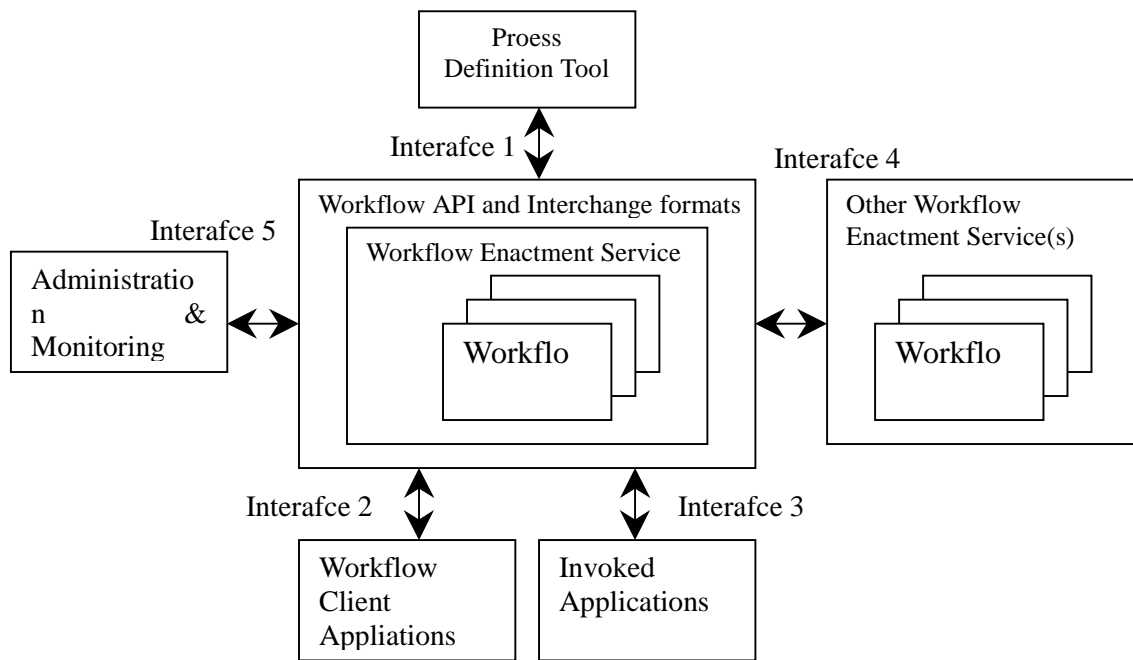 Proess
Definition Tool
Interafce 1
Interafce 4
Workflow API and Interchange formats
Workflow Enactment Service
Workflo
Other Workflow
Enactment Service(s)
Workflo
Interafce 5
Administratio
n &
Monitoring
Interafce 2
Interafce 3
Workflow
Client
Appliations
Invoked
Applications